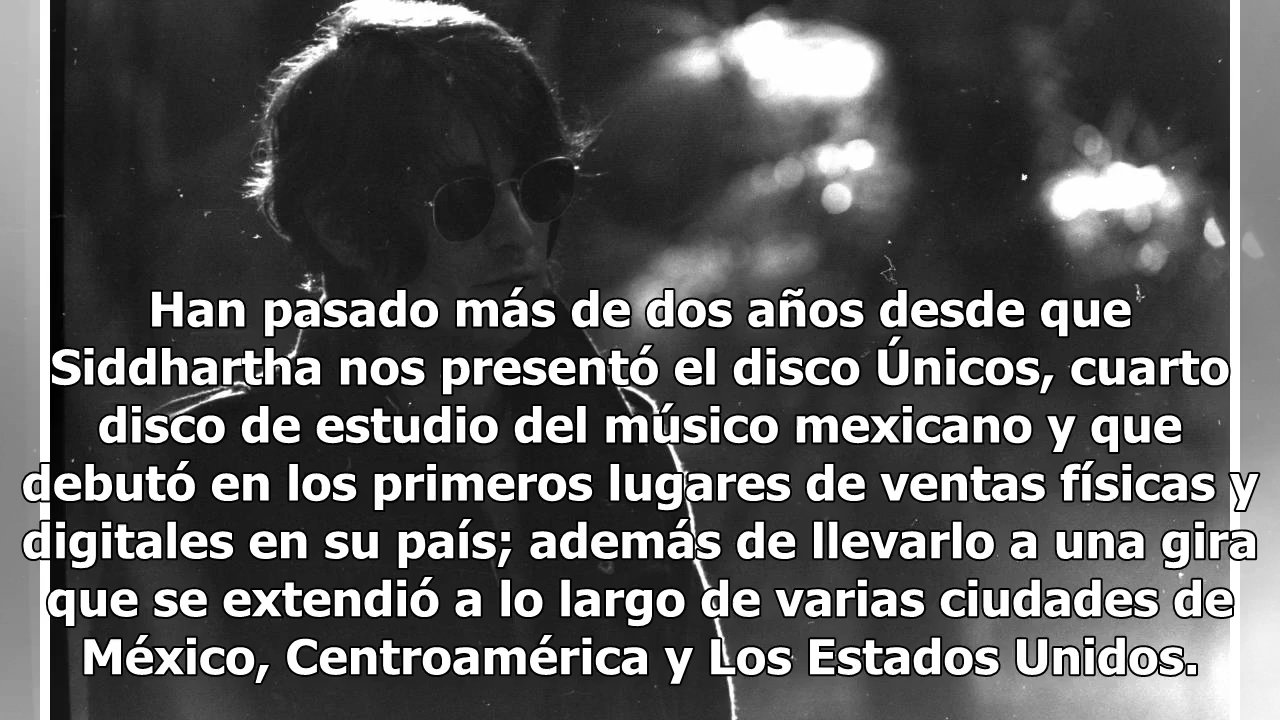 Han pasado más de dos años desde que
Siddhartha nos presentó el disco Únicos, cuarto
disco de estudio del músico mexicano y que
debutó en los primeros lugares de ventas físicas y
digitales en su país; además de llevarlo a una gira
que se extendió a lo largo de varias ciudades de
México, Centroamérica y Los Estados Unidos.